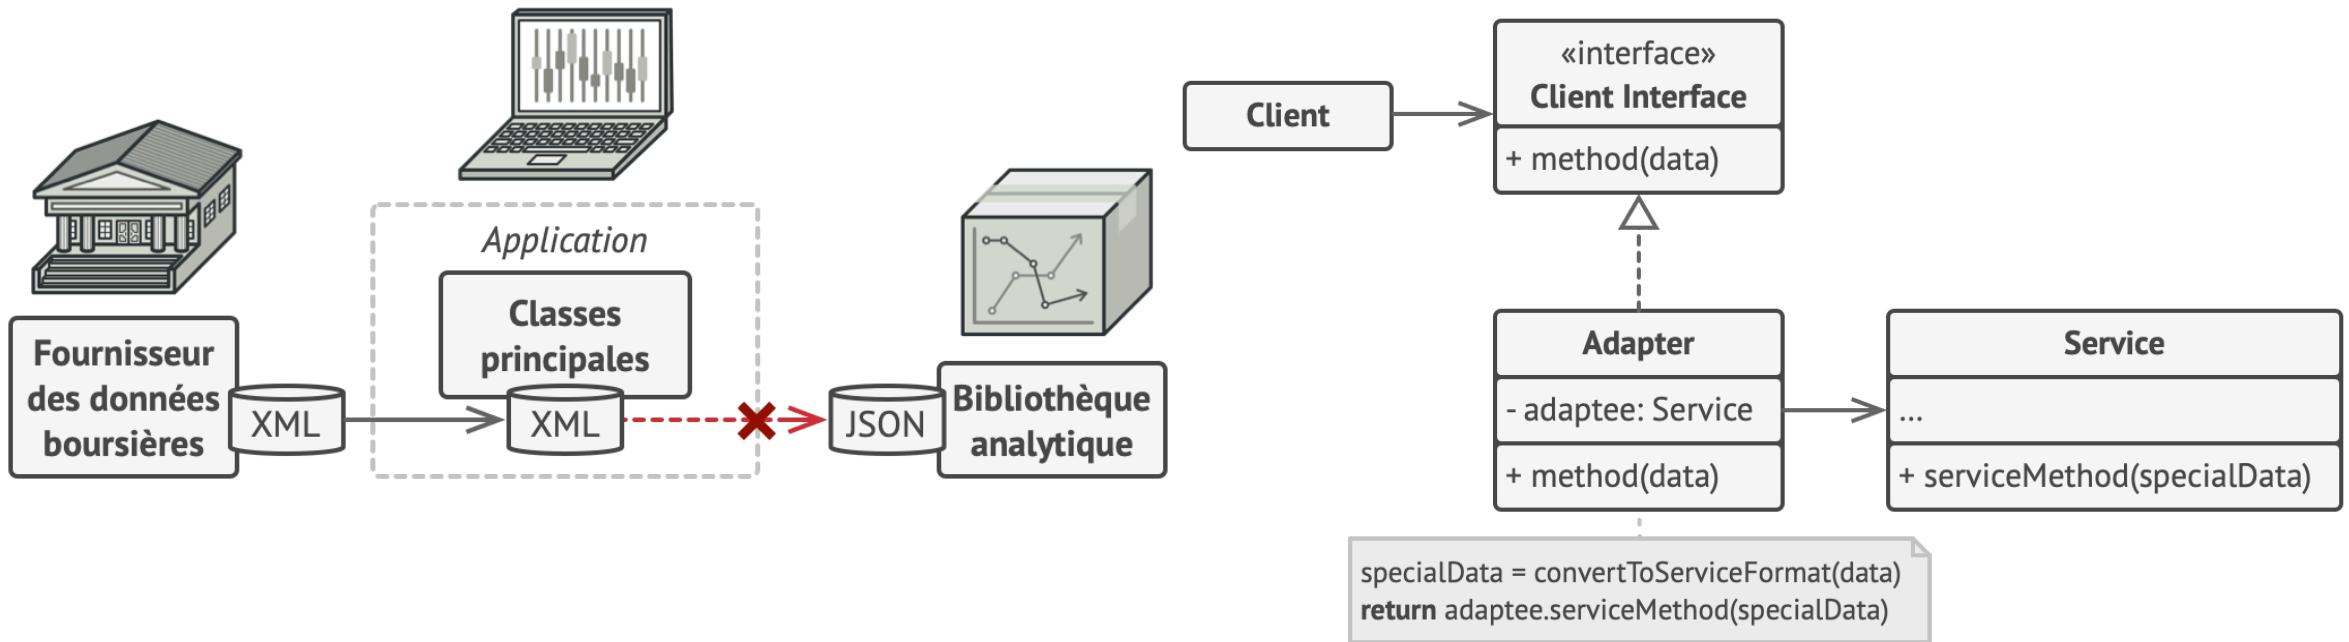 Application
Classes
principales
Fournisseur
des données
boursières
XML
XML
JSON
Bibliothèque
analytique
Client
«interface»
Client Interface
+ method(data)
Adapter
- adaptee: Service
+ method(data)
Service
...
+ serviceMethod(specialData)
specialData = convertToServiceFormat(data)
return adaptee.serviceMethod(specialData)